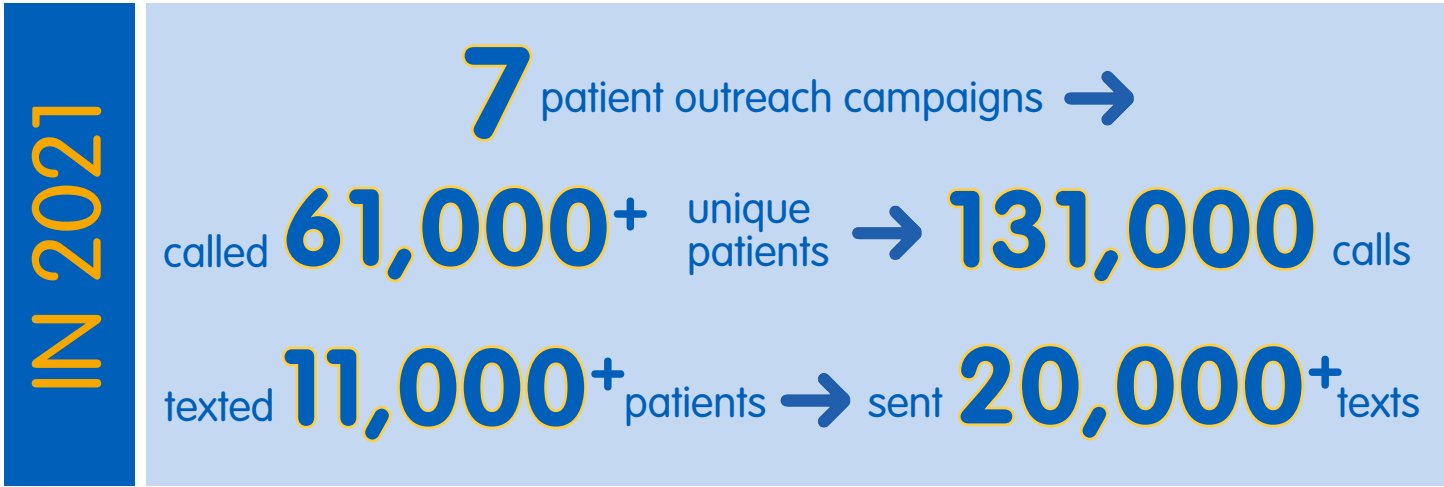 IN 2021
7 patient outreach campaigns →
called 61,000+ unique patients → 131,000 calls
texted 11,000+ patients → sent 20,000+ texts